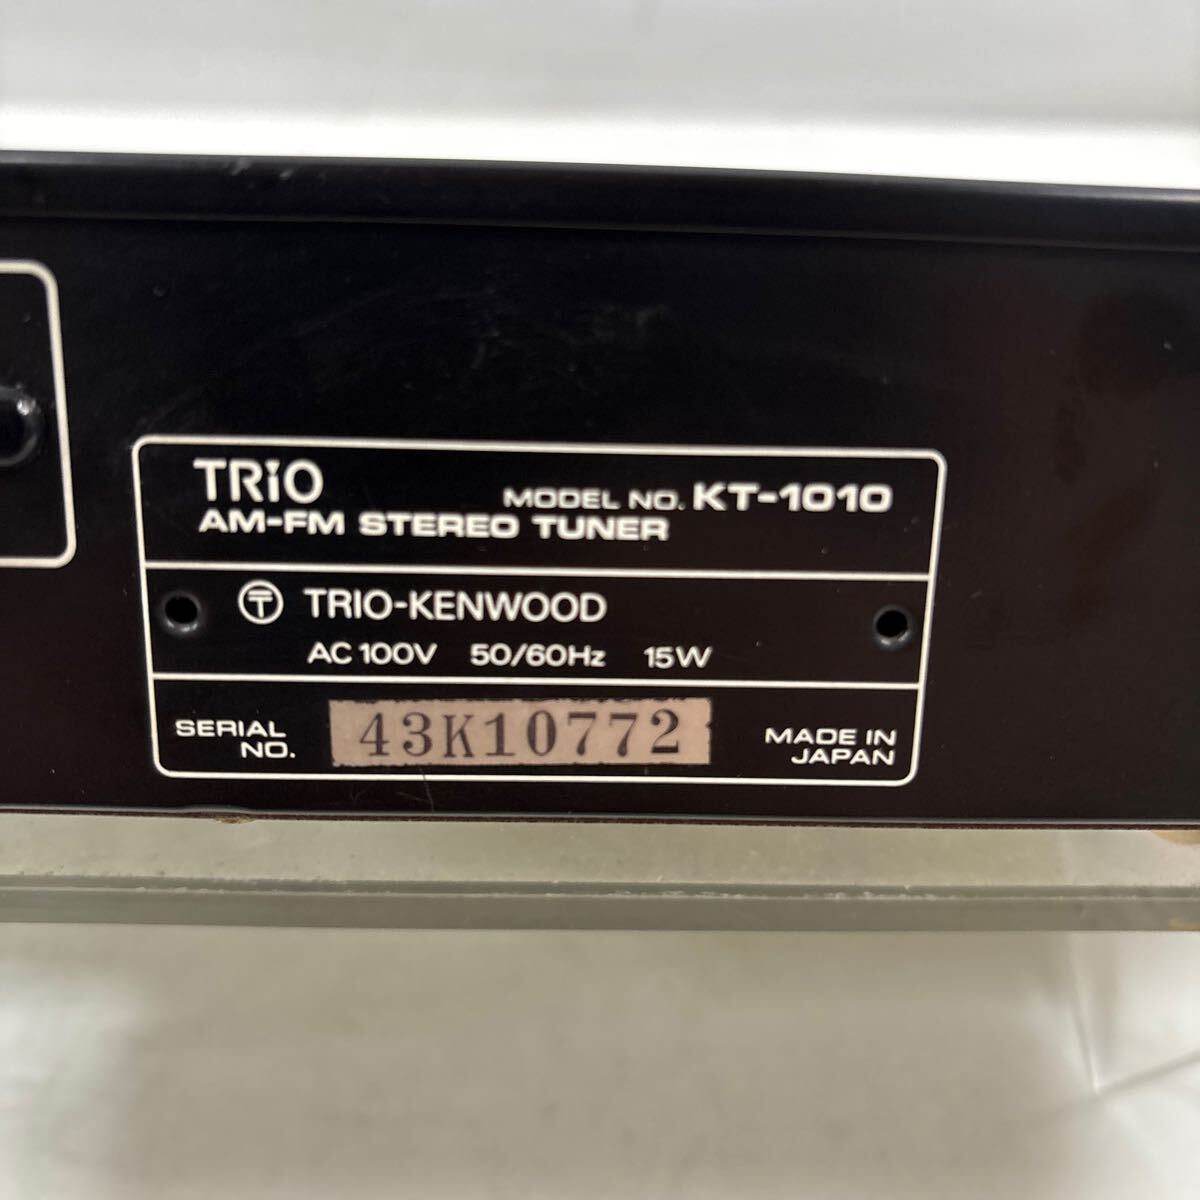 TRiO
MODEL NO. KT-1010
AM-FM STEREO TUNER
〒 TRIO-KENWOOD
AC 100V 50/60Hz 15W
SERIAL NO. 43K10772
MADE IN JAPAN